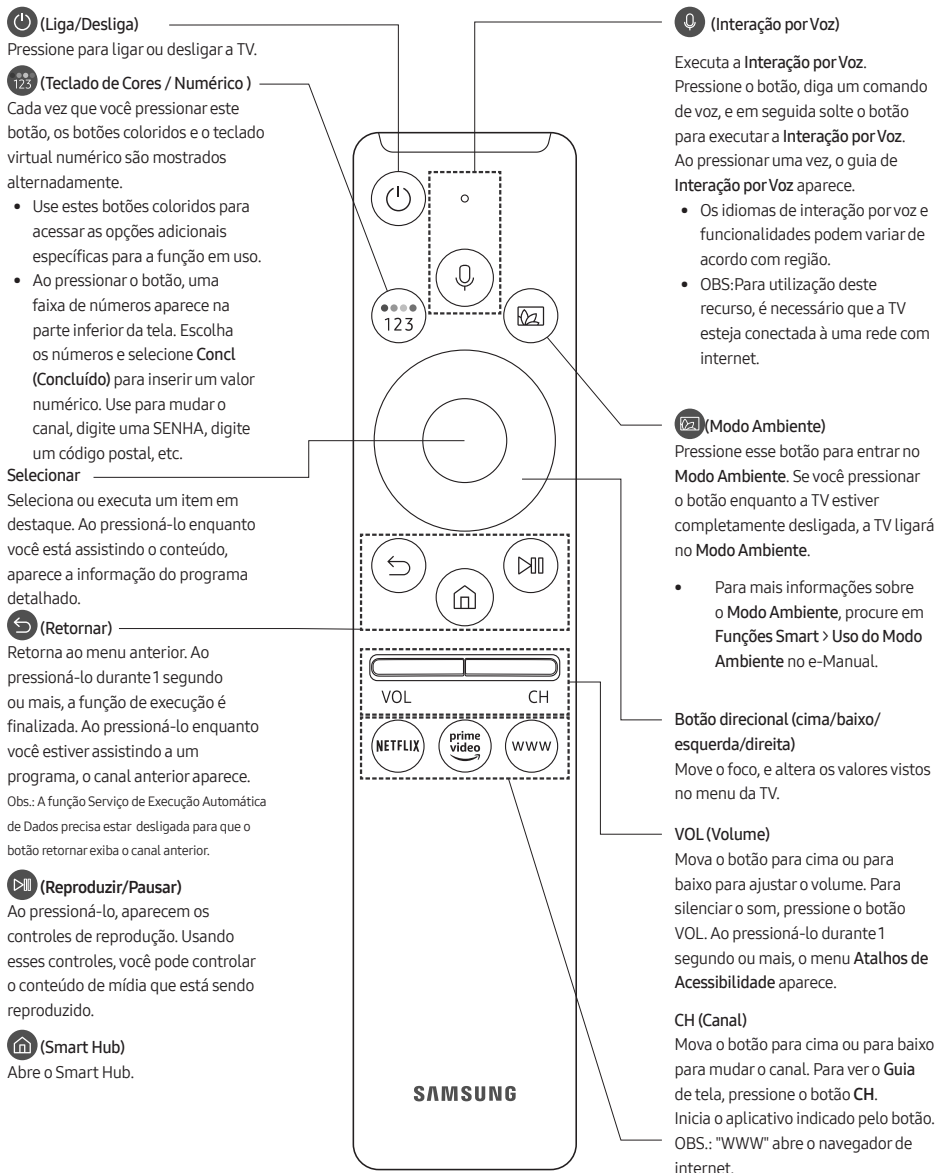 (Liga/Desliga)
Pressione para ligar ou desligar a TV.
123 (Teclado de Cores / Numérico )
Cada vez que você pressionar este
botão, os botões coloridos e o teclado
virtual numérico são mostrados
alternadamente.
• Use estes botões coloridos para
acessar as opções adicionais
específicas para a função em uso.
• Ao pressionar o botão, uma
faixa de números aparece na
parte inferior da tela. Escolha
os números e selecione Concl
(Concluído) para inserir um valor
numérico. Use para mudar o
canal, digite uma SENHA, digite
um código postal, etc.
Selecionar
Seleciona ou executa um item em
destaque. Ao pressioná-lo enquanto
você está assistindo o conteúdo,
aparece a informação do programa
detalhado.
(Retornar)
Retorna ao menu anterior. Ao
pressioná-lo durante 1 segundo
ou mais, a função de execução é
finalizada. Ao pressioná-lo enquanto
você estiver assistindo a um
programa, o canal anterior aparece.
Obs.: A função Serviço de Execução Automática
de Dados precisa estar desligada para que o
botão retornar exiba o canal anterior.
(Reproduzir/Pausar)
Ao pressioná-lo, aparecem os
controles de reprodução. Usando
esses controles, você pode controlar
o conteúdo de mídia que está sendo
reproduzido.
(Smart Hub)
Abre o Smart Hub.
123
VOL CH
NETFLIX
prime
video
WWW
SAMSUNG
(Interação por Voz)
Executa a Interação por Voz.
Pressione o botão, diga um comando
de voz, e em seguida solte o botão
para executar a Interação por Voz.
Ao pressionar uma vez, o guia de
Interação por Voz aparece.
• Os idiomas de interação por voz e
funcionalidades podem variar de
acordo com região.
• OBS:Para utilização deste
recurso, é necessário que a TV
esteja conectada à uma rede com
internet.
(Modo Ambiente)
Pressione esse botão para entrar no
Modo Ambiente. Se você pressionar
o botão enquanto a TV estiver
completamente desligada, a TV ligará
no Modo Ambiente.
• Para mais informações sobre
o Modo Ambiente, procure em
Funções Smart > Uso do Modo
Ambiente no e-Manual.
Botão direcional (cima/baixo/
esquerda/direita)
Move o foco, e altera os valores vistos
no menu da TV.
VOL (Volume)
Mova o botão para cima ou para
baixo para ajustar o volume. Para
silenciar o som, pressione o botão
VOL. Ao pressioná-lo durante 1
segundo ou mais, o menu Atalhos de
Acessibilidade aparece.
CH (Canal)
Mova o botão para cima ou para baixo
para mudar o canal. Para ver o Guia
de tela, pressione o botão CH.
Inicia o aplicativo indicado pelo botão.
OBS.: "WWW" abre o navegador de
internet.